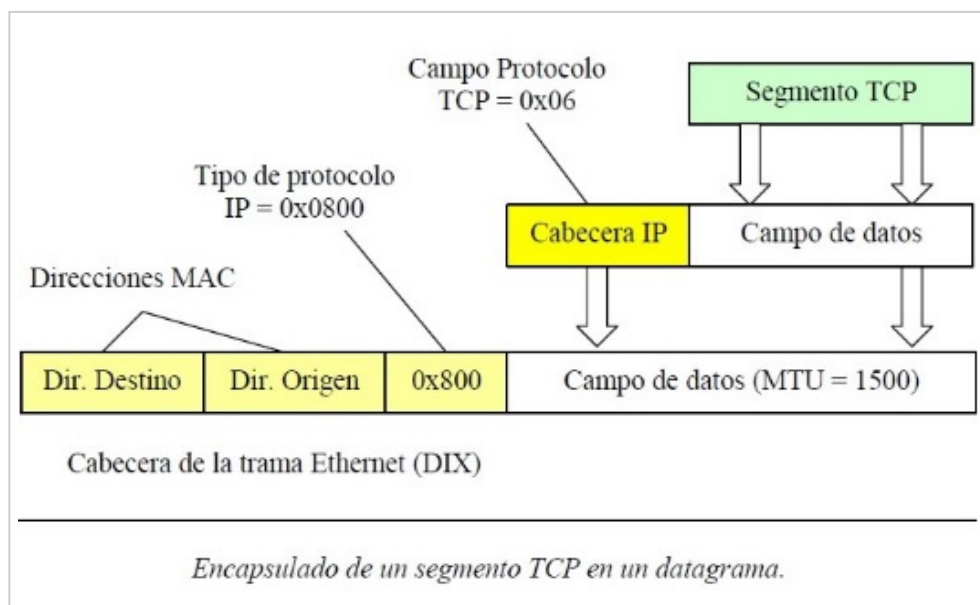 Campo Protocolo
TCP = 0x06
Segmento TCP
Tipo de protocolo
IP = 0x0800
Cabecera IP
Campo de datos
Direcciones MAC
Dir. Destino
Dir. Origen
0x800
Campo de datos (MTU = 1500)
Cabecera de la trama Ethernet (DIX)
Encapsulado de un segmento TCP en un datagrama.